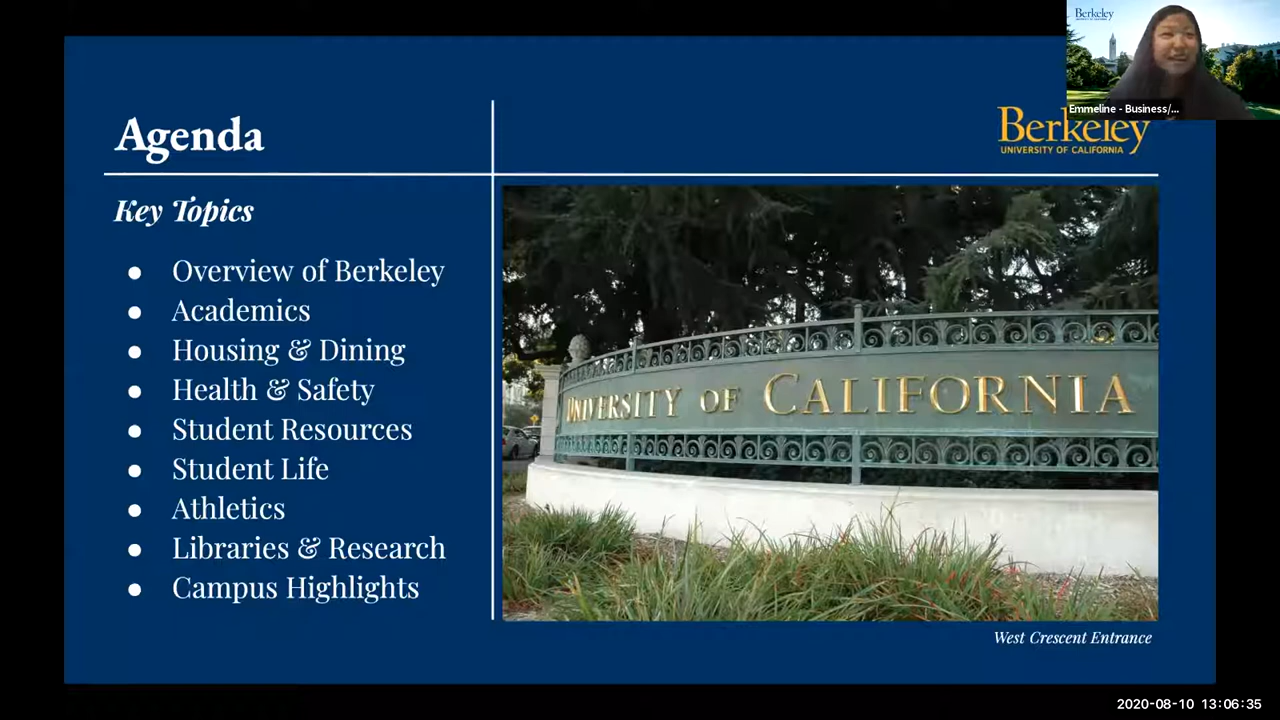 Berkeley
Emmeline - Business/...
Agenda
Berkeley
UNIVERSITY OF CALIFORNIA
Key Topics
● Overview of Berkeley
● Academics
● Housing & Dining
● Health & Safety
● Student Resources
● Student Life
● Athletics
● Libraries & Research
● Campus Highlights
UNIVERSITY OF CALIFORNIA
West Crescent Entrance
2020-08-10 13:06:35